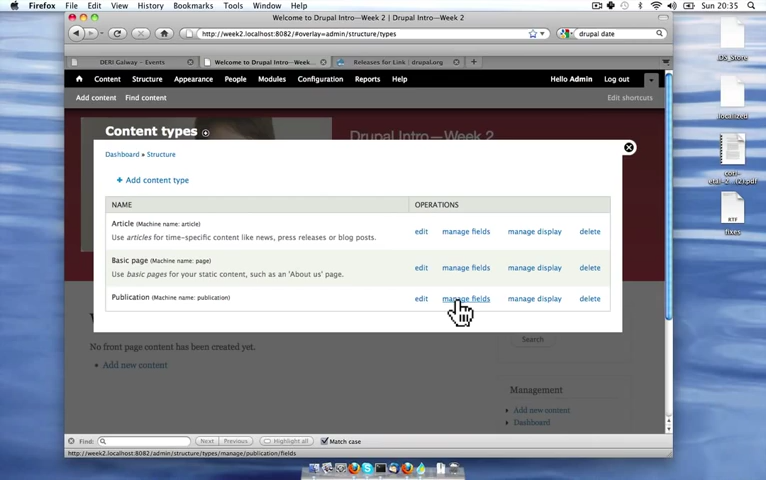 Firefox File Edit View History Bookmarks Tools Window Help Sun 20:35
Welcome to Drupal Intro—Week 2 | Drupal Intro—Week 2
http://week2.localhost:8082/#overlay=admin/structure/types
drupal date
DERI Galway – Events
Welcome to Drupal Intro—Week...
Releases for Link | drupal.org
Content Structure Appearance People Modules Configuration Reports Help Hello Admin Log out
Add content Find content Edit shortcuts
Content types
Drupal Intro—Week 2
Dashboard » Structure
+ Add content type
NAME OPERATIONS
Article (Machine name: article)
Use articles for time-specific content like news, press releases or blog posts.
edit manage fields manage display delete
Basic page (Machine name: page)
Use basic pages for your static content, such as an 'About us' page.
edit manage fields manage display delete
Publication (Machine name: publication) edit manage fields manage display delete
No front page content has been created yet.
Add new content
Search
Management
Add new content
Dashboard
Find: Next Previous Highlight all Match case
http://week2.localhost:8082/admin/structure/types/manage/publication/fields
.DS_Store
.localized
RTF
fixes